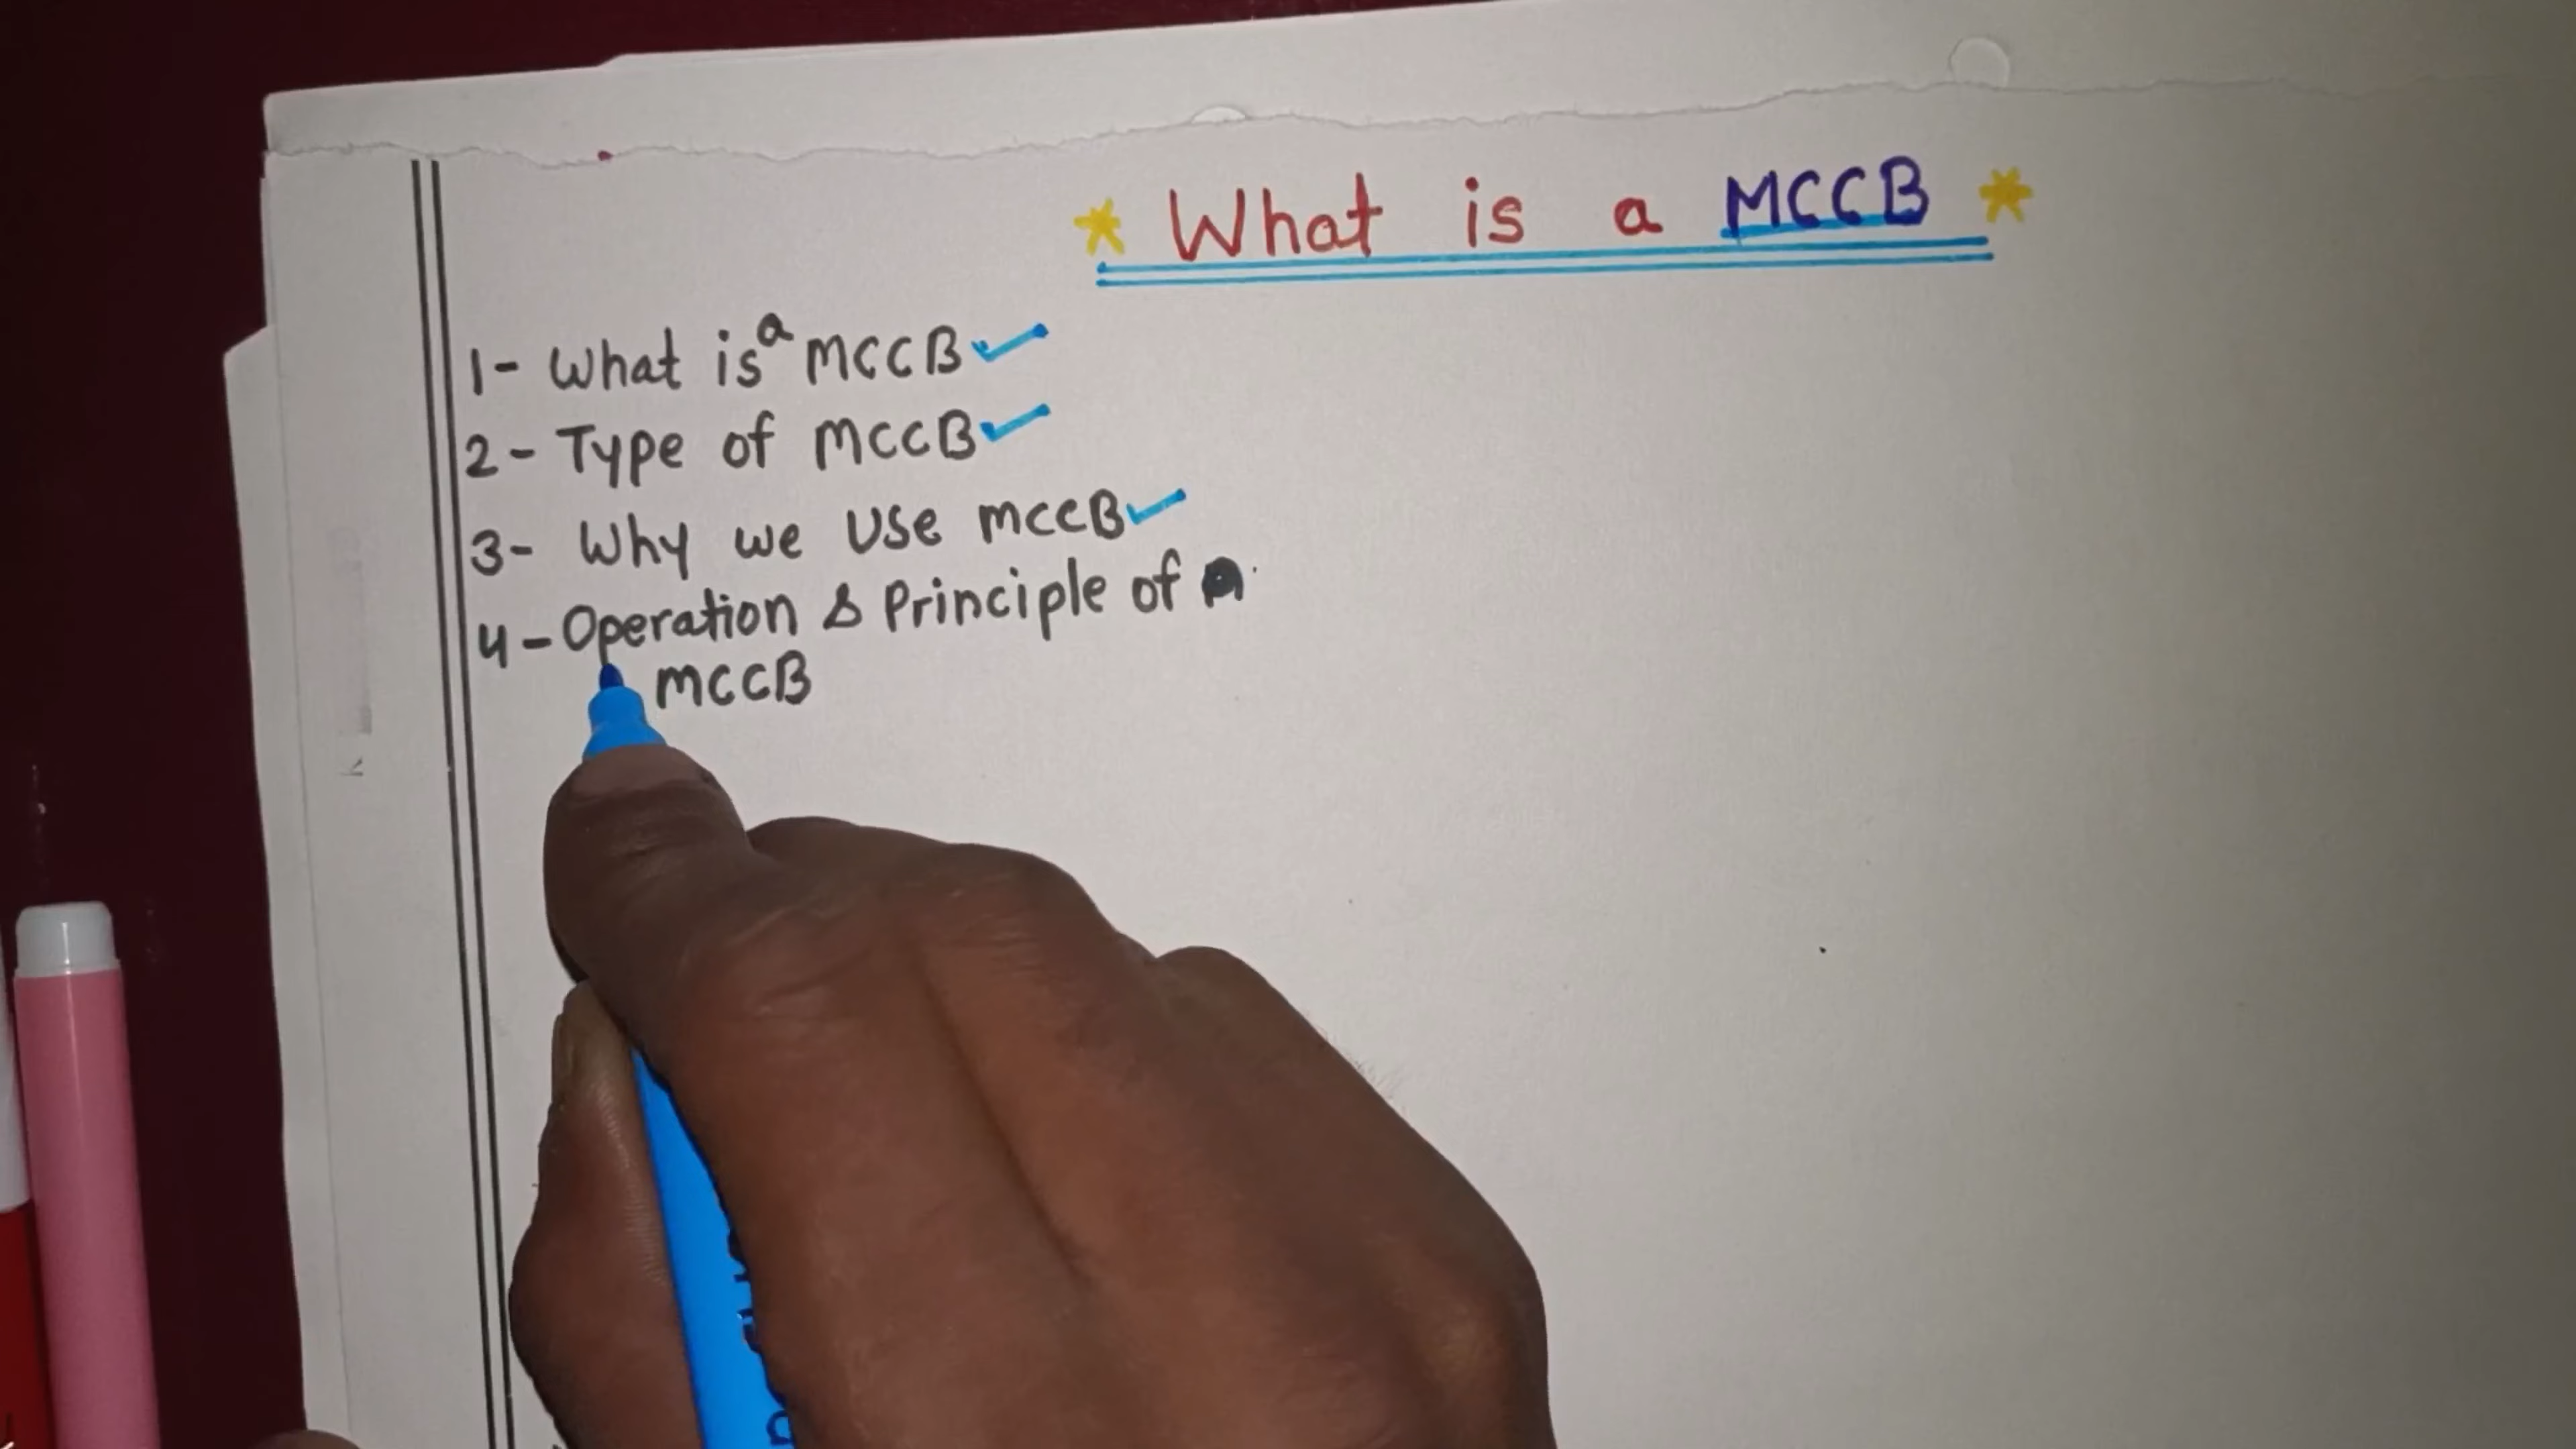 * What is a MCCB *
1- What is a MCCB ✓
2- Type of MCCB ✓
3- Why we Use MCCB ✓
4- Operation & Principle of
MCCB